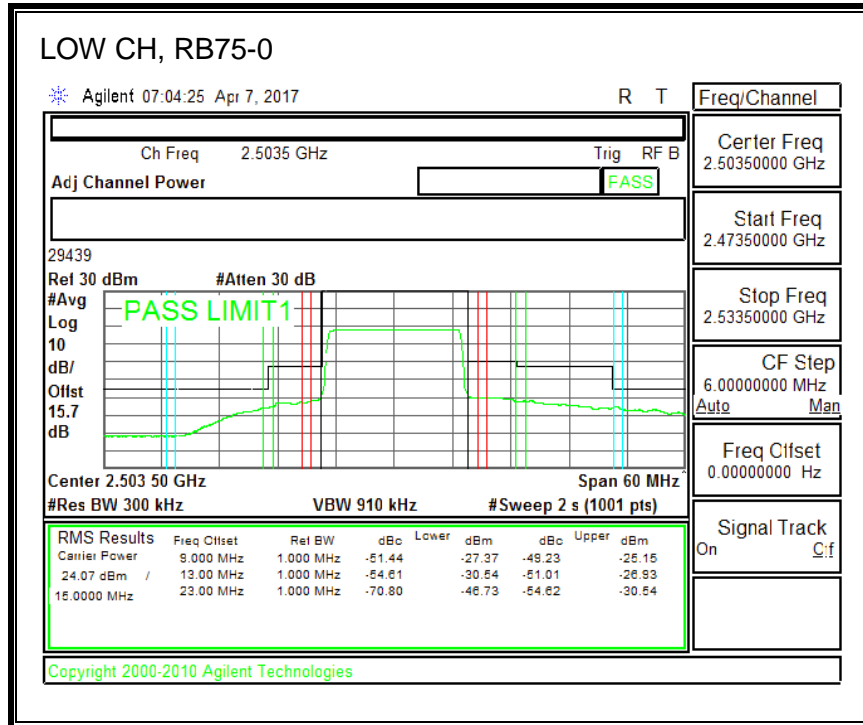 LOW CH, RB75-0
Agilent 07:04:25 Apr 7, 2017 R T
Ch Freq 2.5035 GHz Trig RF B
Adj Channel Power PASS
29439
Ref 30 dBm #Atten 30 dB
#Avg
Log
10
dB/
Offst
15.7
dB
PASS LIMIT1
Center 2.503 50 GHz Span 60 MHz^
#Res BW 300 kHz VBW 910 kHz #Sweep 2 s (1001 pts)
RMS Results Freq Offset Ref BW dBc Lower dBm dBc Upper dBm
Carrier Power 9.000 MHz 1.000 MHz -51.44 -27.37 -49.23 -25.15
24.07 dBm / 13.00 MHz 1.000 MHz -54.61 -30.54 -51.01 -26.93
15.0000 MHz 23.00 MHz 1.000 MHz -70.80 -46.73 -54.62 -30.54
Copyright 2000-2010 Agilent Technologies
Freq/Channel
Center Freq
2.50350000 GHz
Start Freq
2.47350000 GHz
Stop Freq
2.53350000 GHz
CF Step
6.00000000 MHz
Auto Man
Freq Offset
0.00000000 Hz
Signal Track
On Off